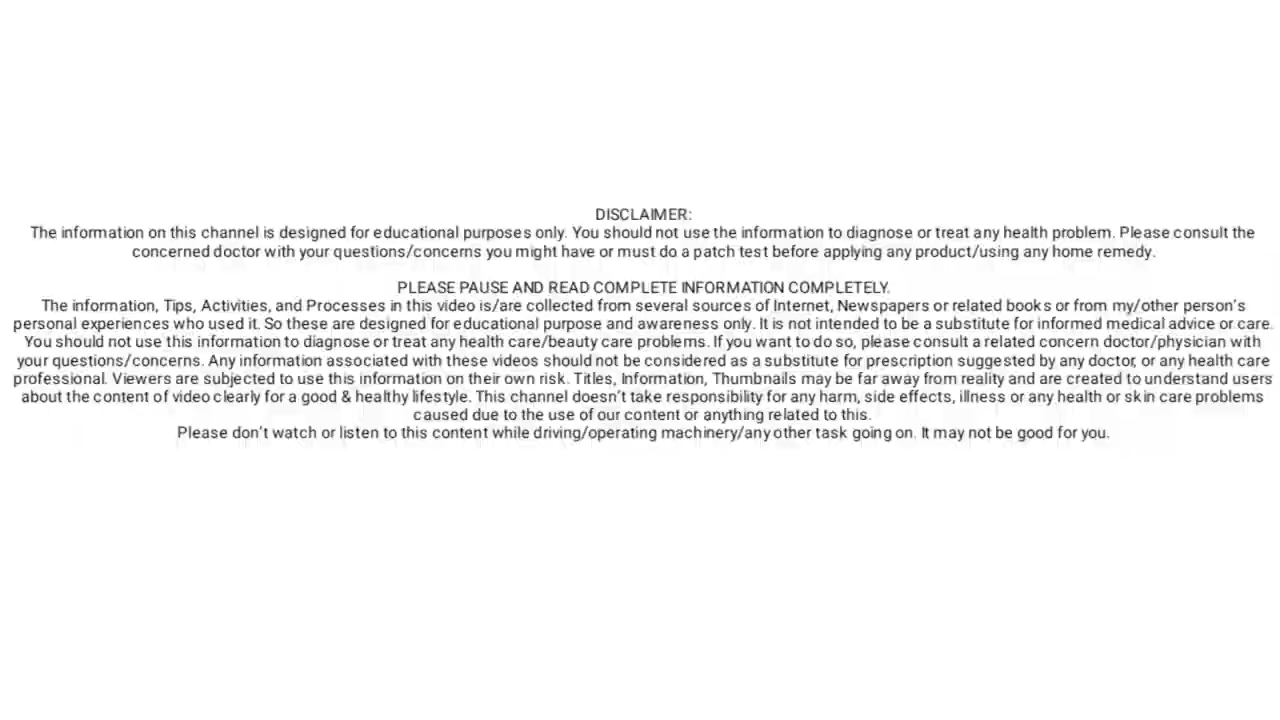 DISCLAIMER:
The information on this channel is designed for educational purposes only. You should not use the information to diagnose or treat any health problem. Please consult the
concerned doctor with your questions/concerns you might have or must do a patch test before applying any product/using any home remedy.
PLEASE PAUSE AND READ COMPLETE INFORMATION COMPLETELY.
The information, Tips, Activities, and Processes in this video is/are collected from several sources of Internet, Newspapers or related books or from my/other person's
personal experiences who used it. So these are designed for educational purpose and awareness only. It is not intended to be a substitute for informed medical advice or care.
You should not use this information to diagnose or treat any health care/beauty care problems. If you want to do so, please consult a related concern doctor/physician with
your questions/concerns. Any information associated with these videos should not be considered as a substitute for prescription suggested by any doctor, or any health care
professional. Viewers are subjected to use this information on their own risk. Titles, Information, Thumbnails may be far away from reality and are created to understand users
about the content of video clearly for a good & healthy lifestyle. This channel doesn't take responsibility for any harm, side effects, illness or any health or skin care problems
caused due to the use of our content or anything related to this.
Please don't watch or listen to this content while driving/operating machinery/any other task going on. It may not be good for you.